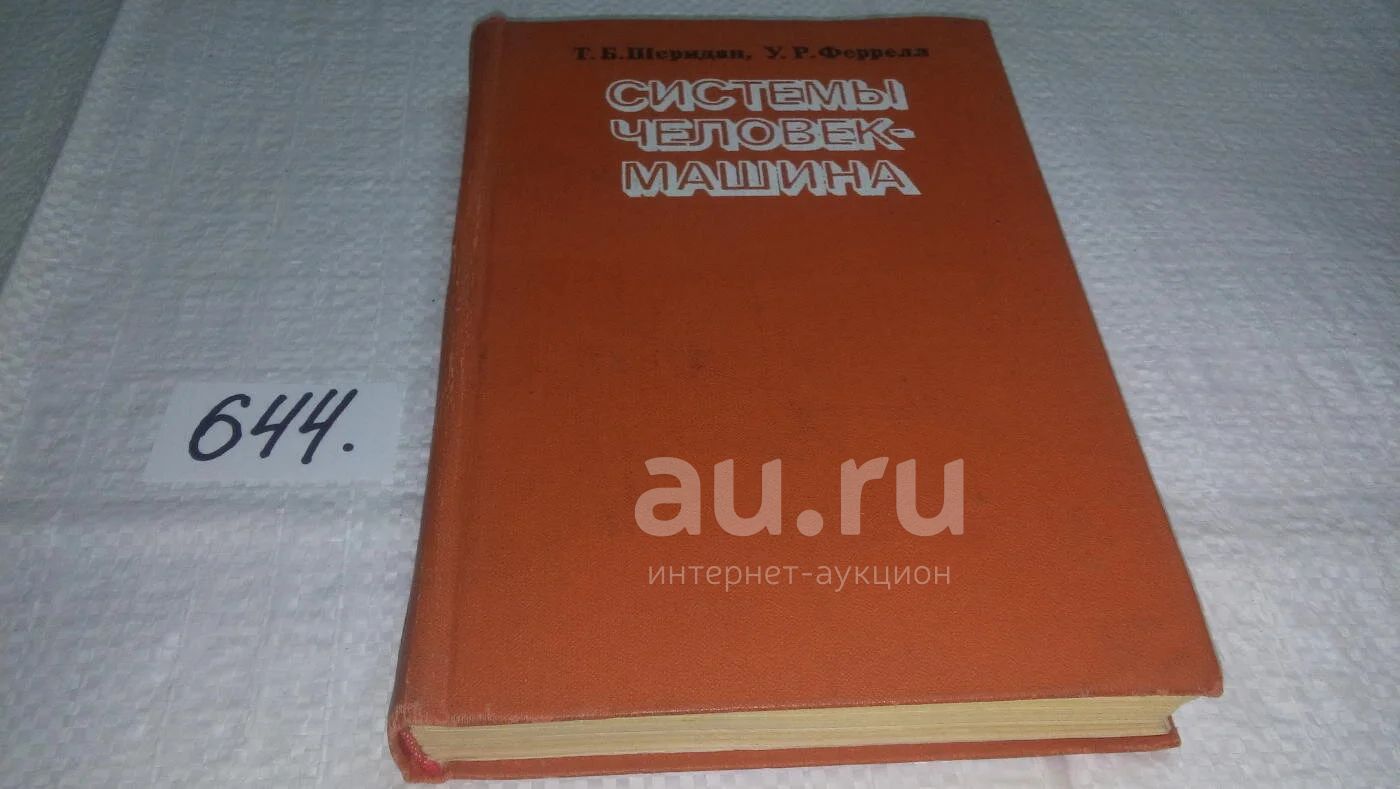 Т. Б. Шеридан, У. Р. Феррелл
СИСТЕМЫ
ЧЕЛОВЕК-
МАШИНА
644.
au.ru
интернет-аукцион